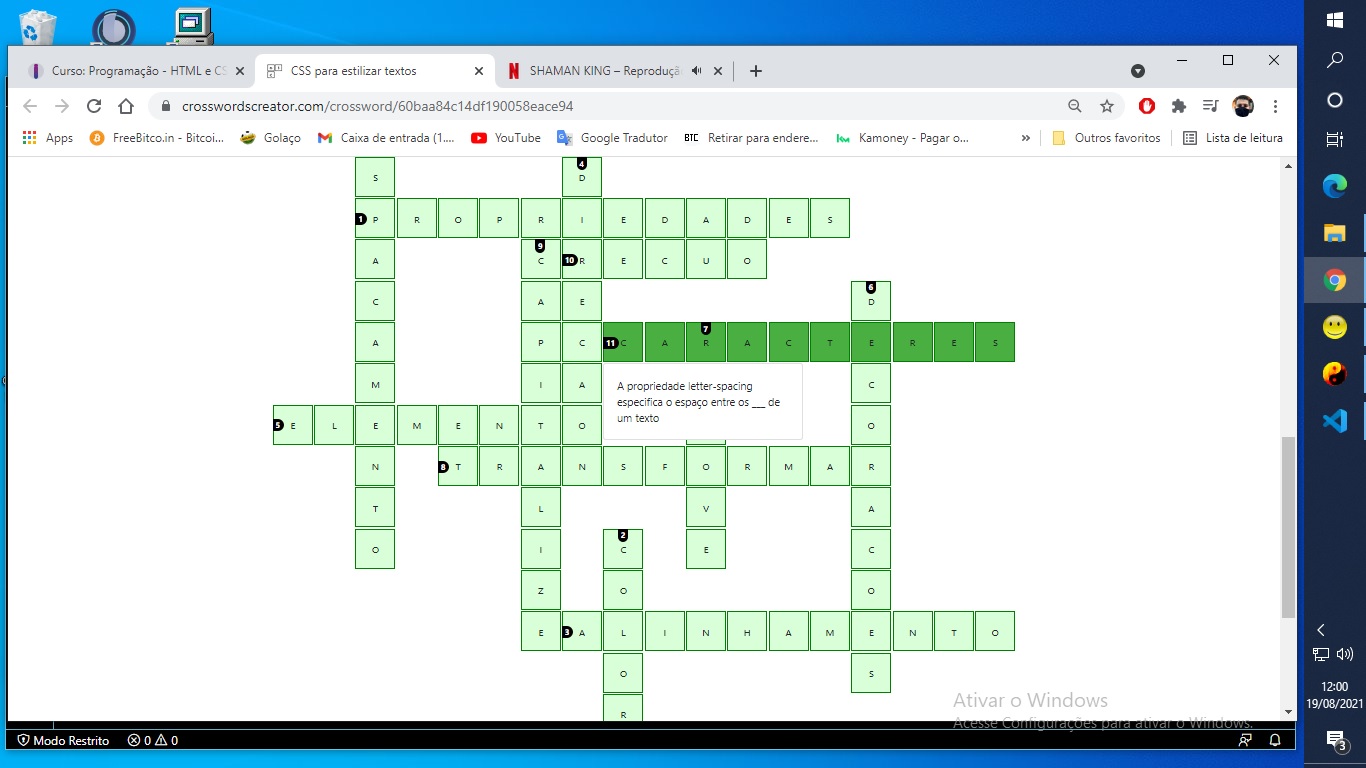 Curso: Programação - HTML e CS
CSS para estilizar textos
SHAMAN KING – Reproduçã
crosswordscreator.com/crossword/60baa84c14df190058eace94
Apps
FreeBitco.in - Bitcoi...
Golaço
Caixa de entrada (1....
YouTube
Google Tradutor
BTC Retirar para endere...
Kamoney - Pagar o...
»
Outros favoritos
Lista de leitura
S 4 D
1 P R O P R I E D A D E S
A 9 C 10 R E C U O
C A E 6 D
A P C 11 C A 7 R A C T E R E S
M I A C
A propriedade letter-spacing
especifica o espaço entre os ___ de
um texto
5 E L E M E N T O O
N 8 T R A N S F O R M A R
T L V A
O I 2 C E C
Z O O
E 3 A L I N H A M E N T O
O S
R
Ativar o Windows
Acesse Configurações para ativar o Windows.
Modo Restrito 0 0
12:00
19/08/2021
3